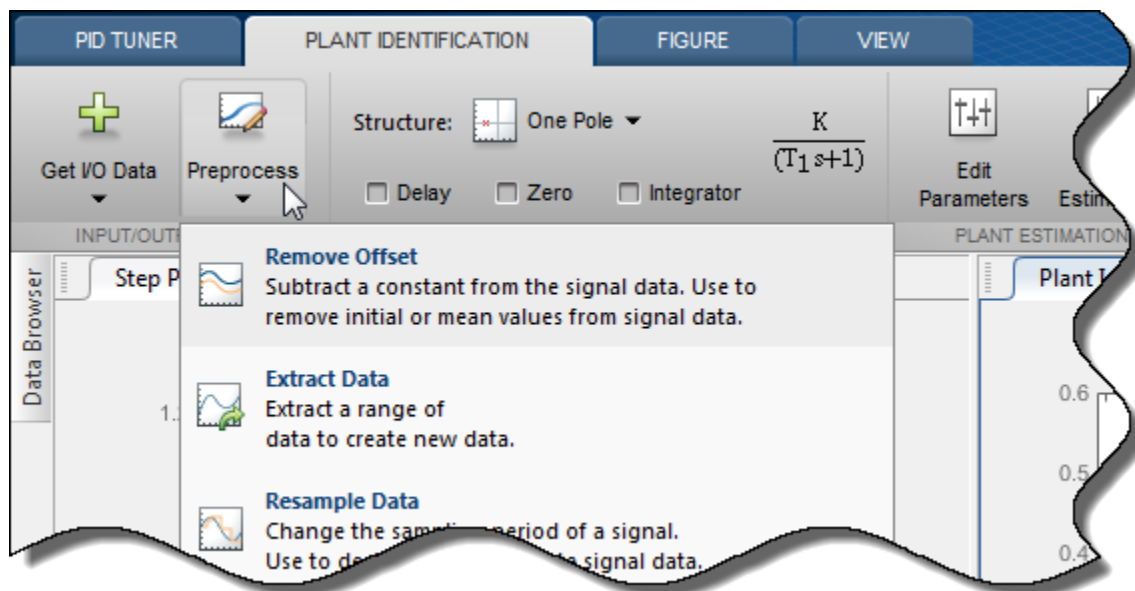 PID TUNER
PLANT IDENTIFICATION
FIGURE
VIEW
Get I/O Data
Preprocess
Structure:
One Pole
Delay
Zero
Integrator
K
(T1s+1)
Edit
Parameters
PLANT ESTIMATION
Data Browser
Step
Remove Offset
Subtract a constant from the signal data. Use to
remove initial or mean values from signal data.
Extract Data
Extract a range of
data to create new data.
Resample Data
Change the period of a signal.
Use to signal data.
Plant
0.6
0.5
0.4